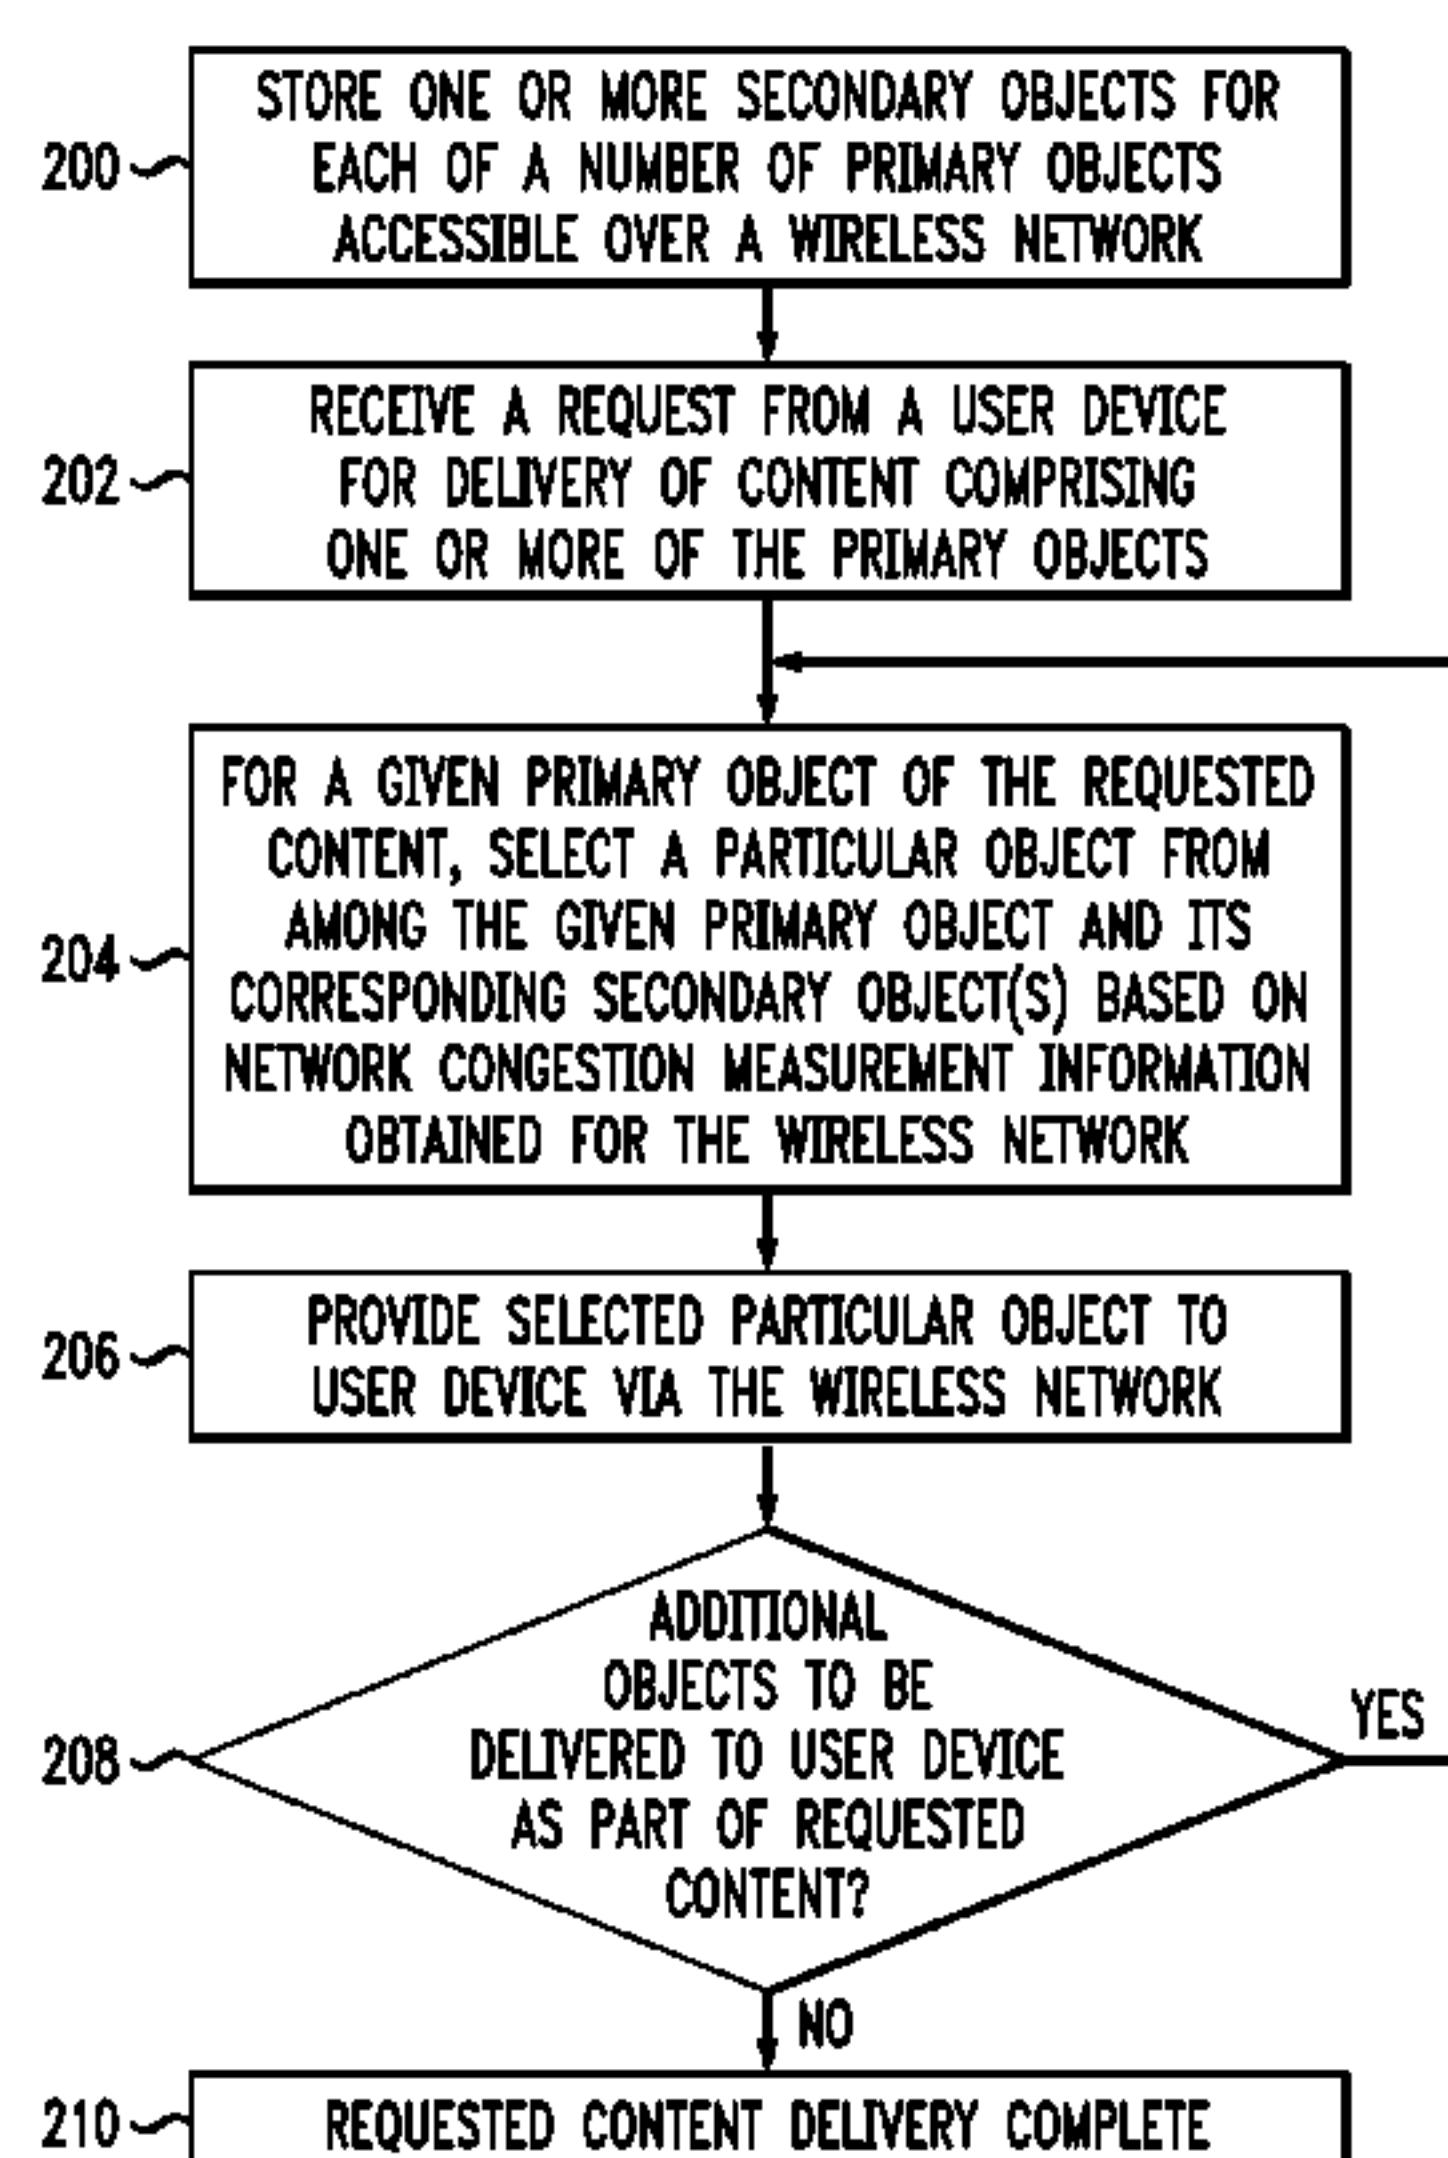 STORE ONE OR MORE SECONDARY OBJECTS FOR
200
EACH OF A NUMBER OF PRIMARY OBJECTS
ACCESSIBLE OVER A WIRELESS NETWORK
RECEIVE A REQUEST FROM A USER DEVICE
202
FOR DELIVERY OF CONTENT COMPRISING
ONE OR MORE OF THE PRIMARY OBJECTS
FOR A GIVEN PRIMARY OBJECT OF THE REQUESTED
CONTENT, SELECT A PARTICULAR OBJECT FROM
AMONG THE GIVEN PRIMARY OBJECT AND ITS
204
CORRESPONDING SECONDARY OBJECT(S) BASED ON
NETWORK CONGESTION MEASUREMENT INFORMATION
OBTAINED FOR THE WIRELESS NETWORK
PROVIDE SELECTED PARTICULAR OBJECT TO
206
USER DEVICE VIA THE WIRELESS NETWORK
ADDITIONAL
OBJECTS TO BE
YES
208
DELIVERED TO USER DEVICE
AS PART OF REQUESTED
CONTENT?
NO
210
REQUESTED CONTENT DELIVERY COMPLETE